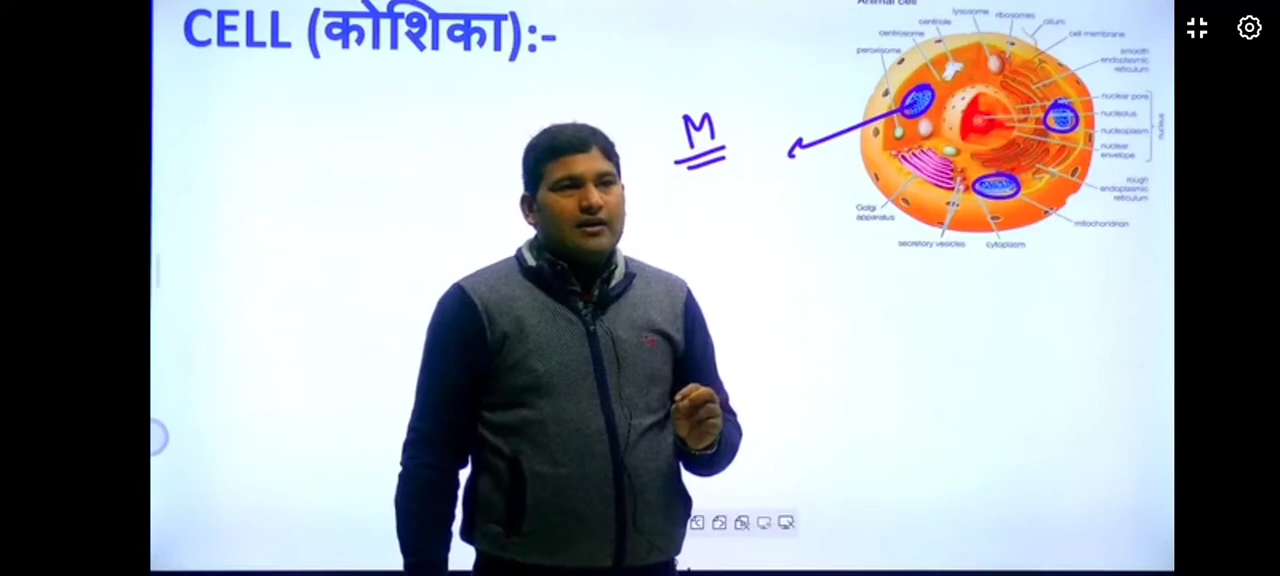 CELL (कोशिका):-
Animal cell
lysosome
ribosomes
centriole
cilium
centrosome
cell membrane
peroxisome
smooth
endoplasmic
reticulum
M
nuclear pore
nucleolus
nucleus
nucleoplasm
nuclear
envelope
rough
endoplasmic
reticulum
Golgi
apparatus
mitochondrion
secretory vesicles
cytoplasm